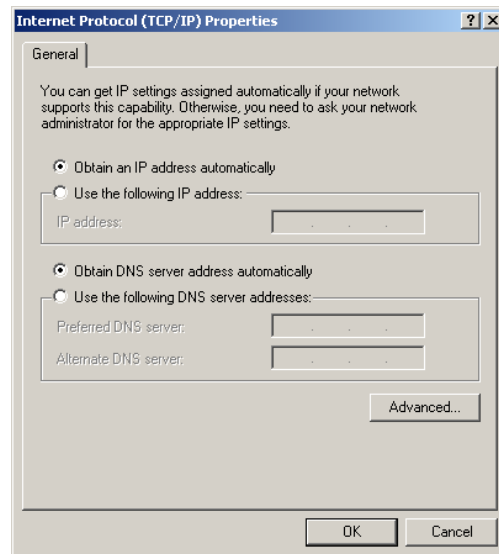 Internet Protocol (TCP/IP) Properties
General
You can get IP settings assigned automatically if your network
supports this capability. Otherwise, you need to ask your network
administrator for the appropriate IP settings.
Obtain an IP address automatically
Use the following IP address:
IP address:
Obtain DNS server address automatically
Use the following DNS server addresses:
Preferred DNS server:
Alternate DNS server:
Advanced...
OK Cancel